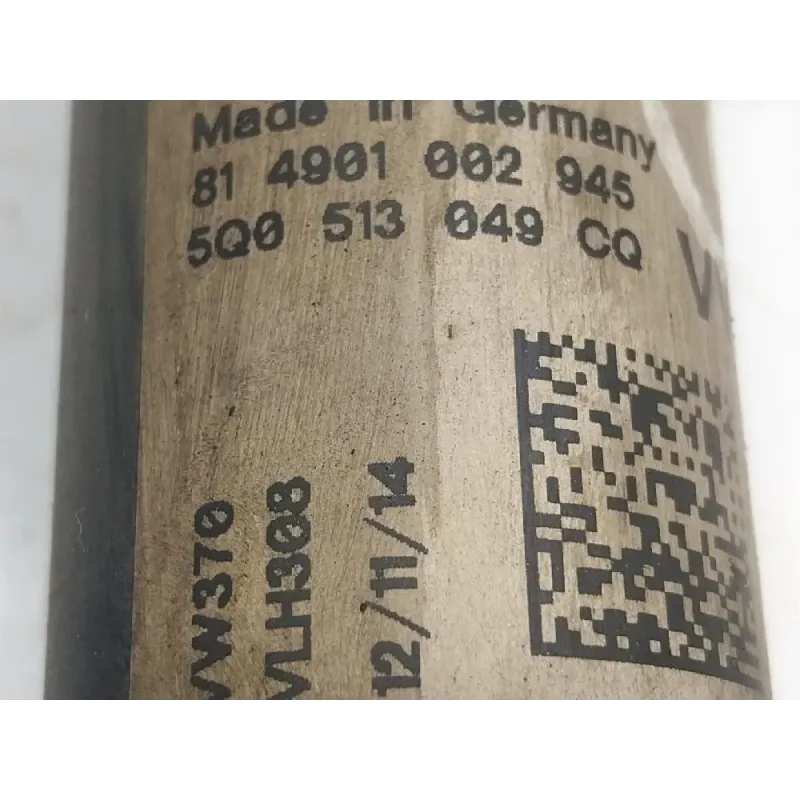 Made in Germany
81 4901 002 945
5Q0 513 049 CQ
VW370
VLH308
12/11/14